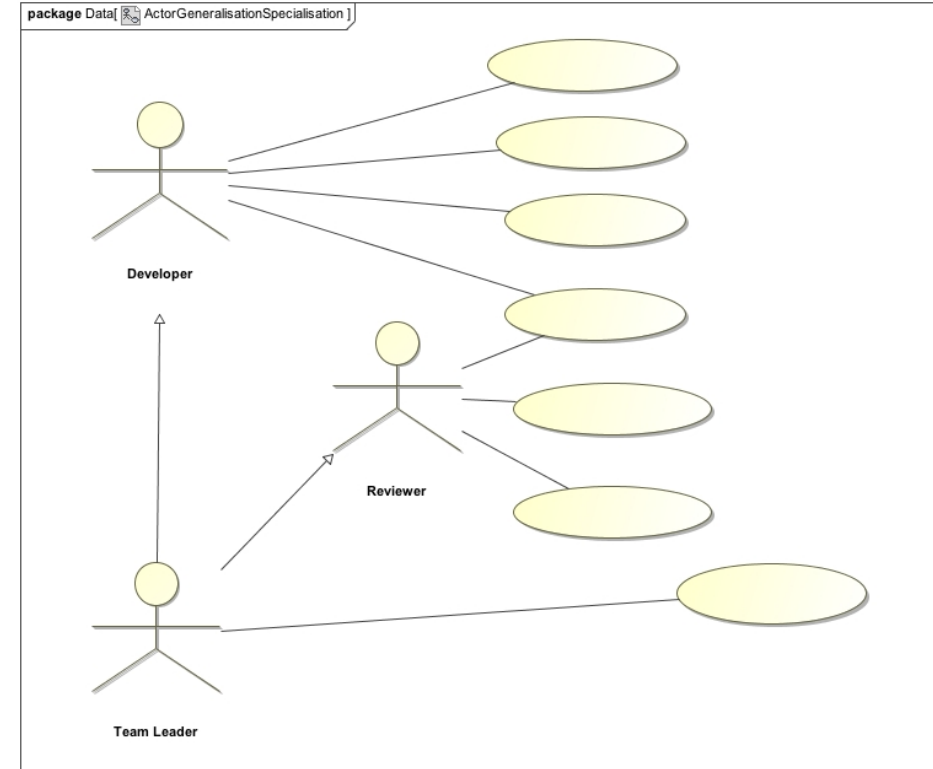 package Data[ ActorGeneralisationSpecialisation ]
Developer
Reviewer
Team Leader